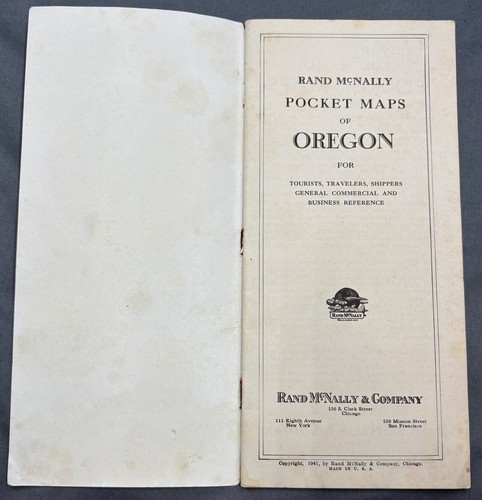 RAND McNALLY
POCKET MAPS
OF
OREGON
FOR
TOURISTS, TRAVELERS, SHIPPERS
GENERAL COMMERCIAL AND
BUSINESS REFERENCE
RAND McNALLY
RAND McNALLY & COMPANY
536 S. Clark Street
Chicago
111 Eighth Avenue
New York
559 Mission Street
San Francisco
Copyright, 1941, by Rand McNally & Company, Chicago.
MADE IN U. S. A.